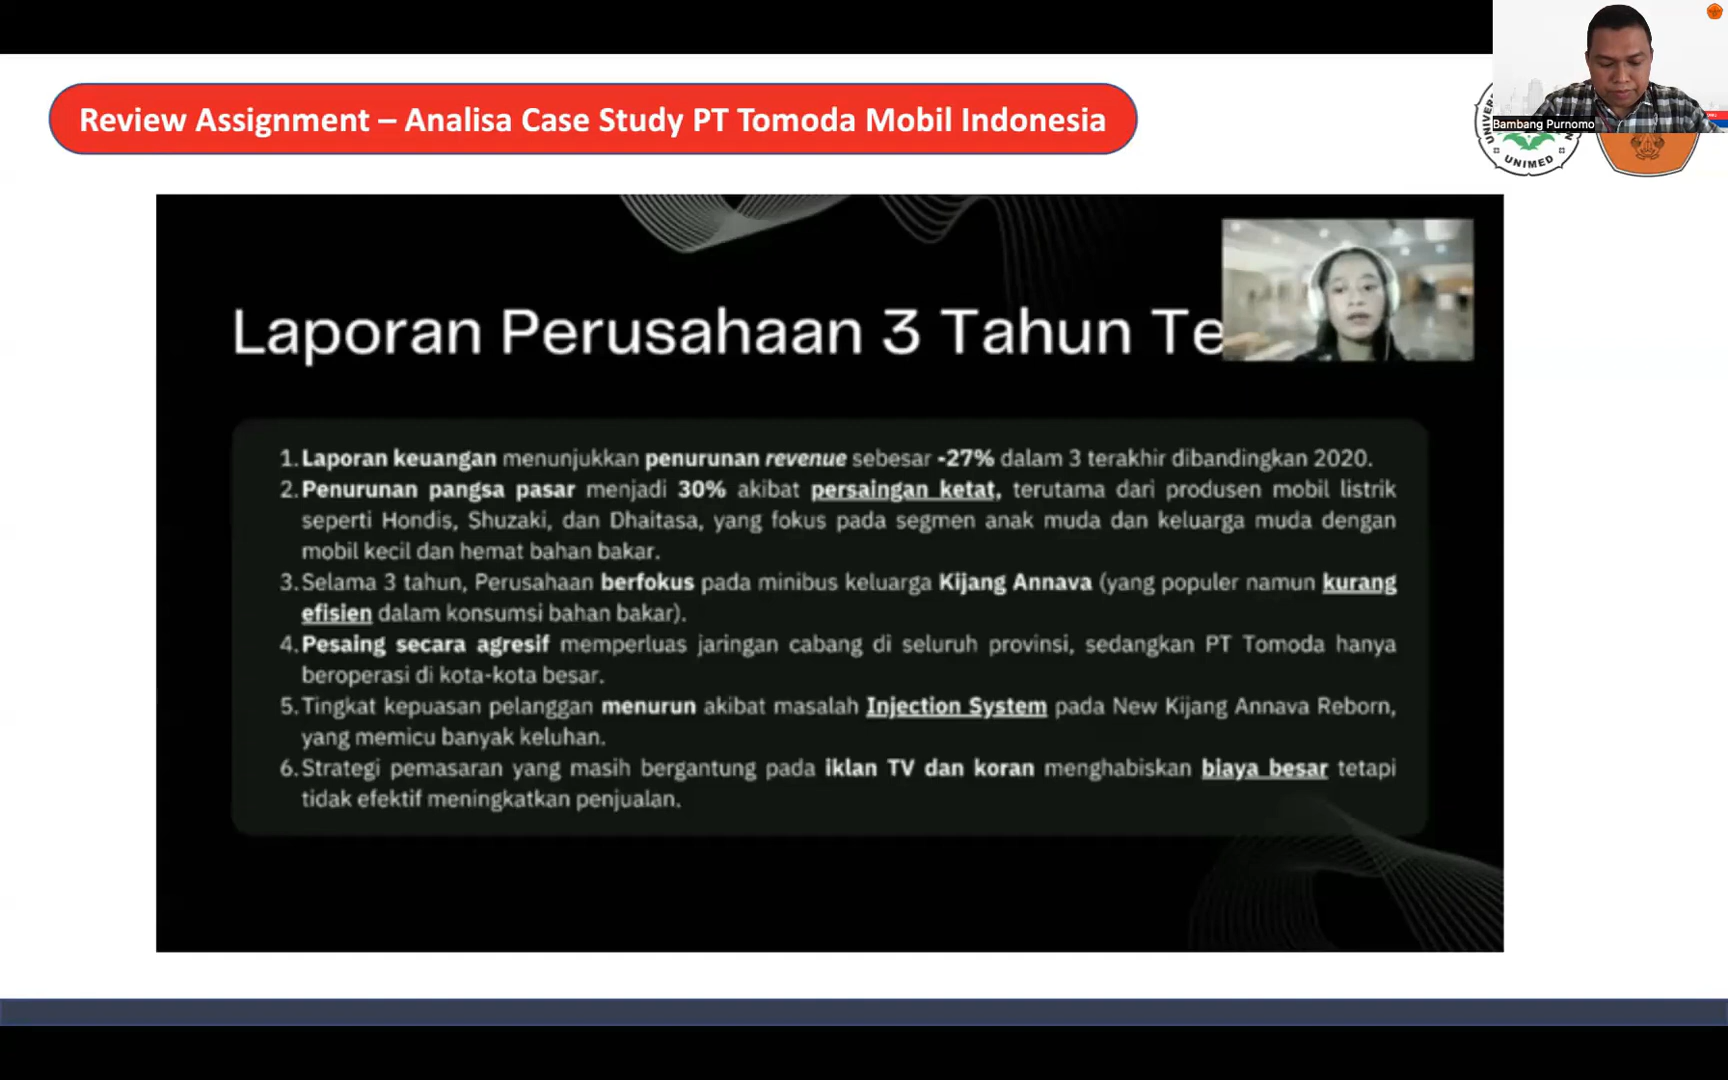 Review Assignment – Analisa Case Study PT Tomoda Mobil Indonesia
Bambang Purnomo
UNIMED
Laporan Perusahaan 3 Tahun Te
1. Laporan keuangan menunjukkan penurunan revenue sebesar -27% dalam 3 terakhir dibandingkan 2020.
2. Penurunan pangsa pasar menjadi 30% akibat persaingan ketat, terutama dari produsen mobil listrik
seperti Hondis, Shuzaki, dan Dhaitasa, yang fokus pada segmen anak muda dan keluarga muda dengan
mobil kecil dan hemat bahan bakar.
3. Selama 3 tahun, Perusahaan berfokus pada minibus keluarga Kijang Annava (yang populer namun kurang
efisien dalam konsumsi bahan bakar).
4. Pesaing secara agresif memperluas jaringan cabang di seluruh provinsi, sedangkan PT Tomoda hanya
beroperasi di kota-kota besar.
5. Tingkat kepuasan pelanggan menurun akibat masalah Injection System pada New Kijang Annava Reborn,
yang memicu banyak keluhan.
6. Strategi pemasaran yang masih bergantung pada iklan TV dan koran menghabiskan biaya besar tetapi
tidak efektif meningkatkan penjualan.